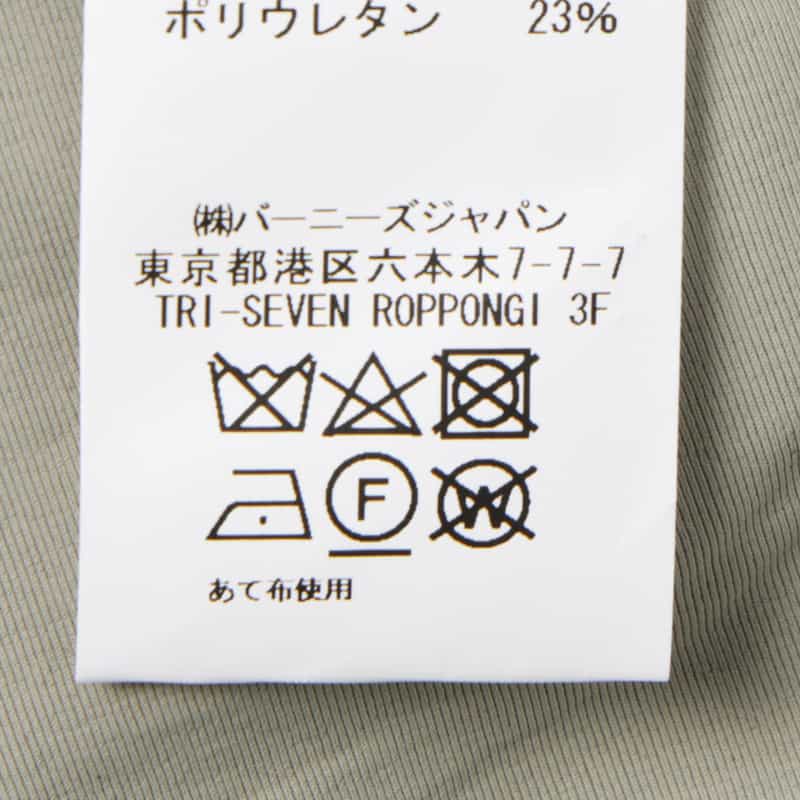 ポリウレタン 23%
㈱バーニーズジャパン
東京都港区六本木7-7-7
TRI-SEVEN ROPPONGI 3F
F W
あて布使用